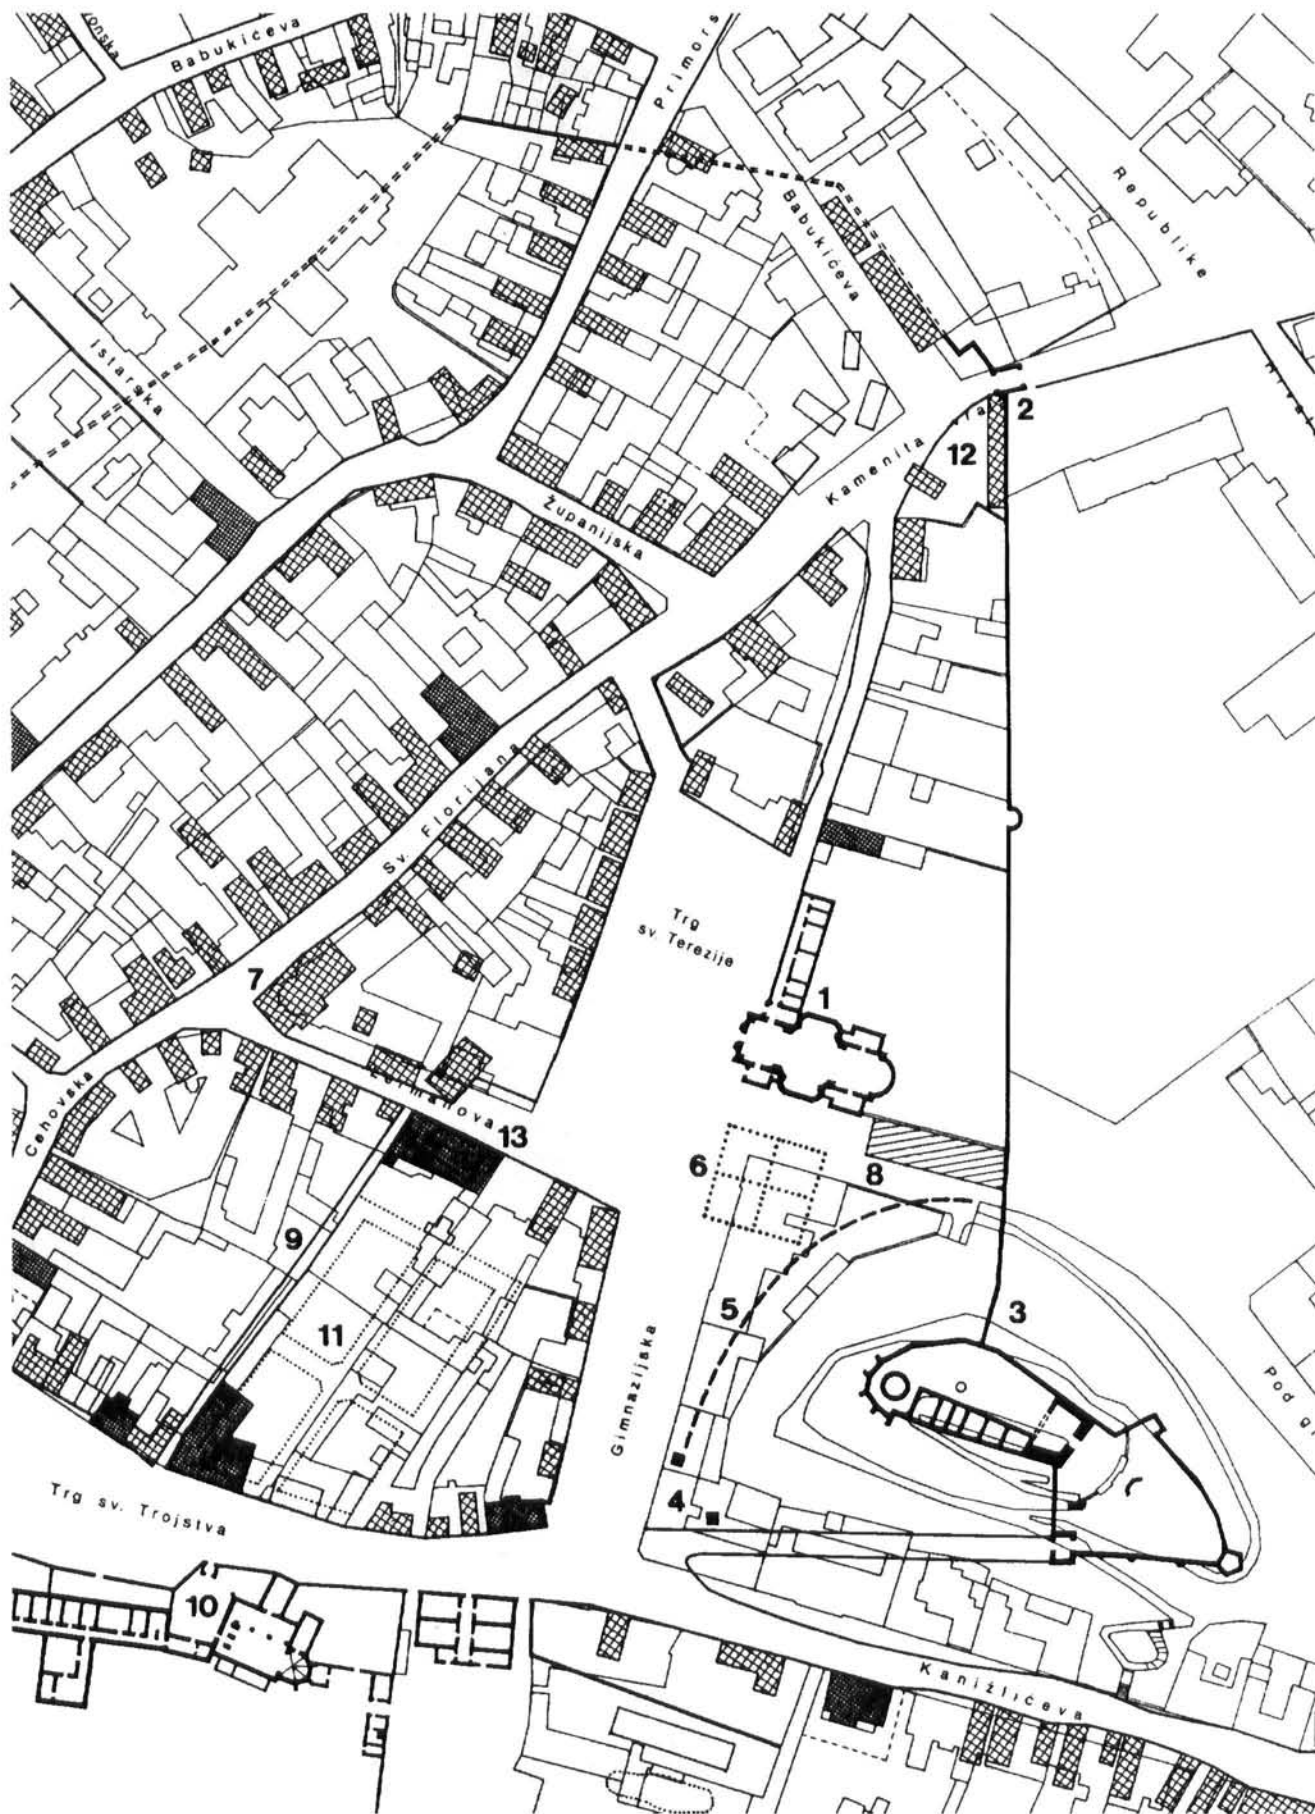 Babukićeva
Primors
Babukićeva
Republike
Istarska
2
Kamenita
12
Županijska
Sv. Florijana
Trg
sv. Terezije
7
1
Cehovska
13
6
8
9
5
3
11
Gimnazijska
Pod g
4
Trg sv. Trojstva
10
Kanižlićeva